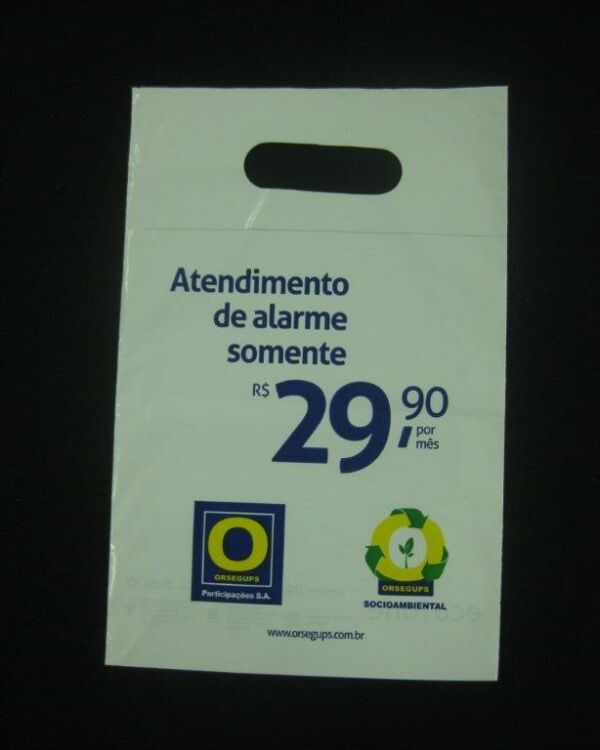 Atendimento
de alarme
somente
R$ 29,90
por
mês
ORSEGUPS
Participações S.A.
ORSEGUPS
SOCIOAMBIENTAL
www.orsegups.com.br